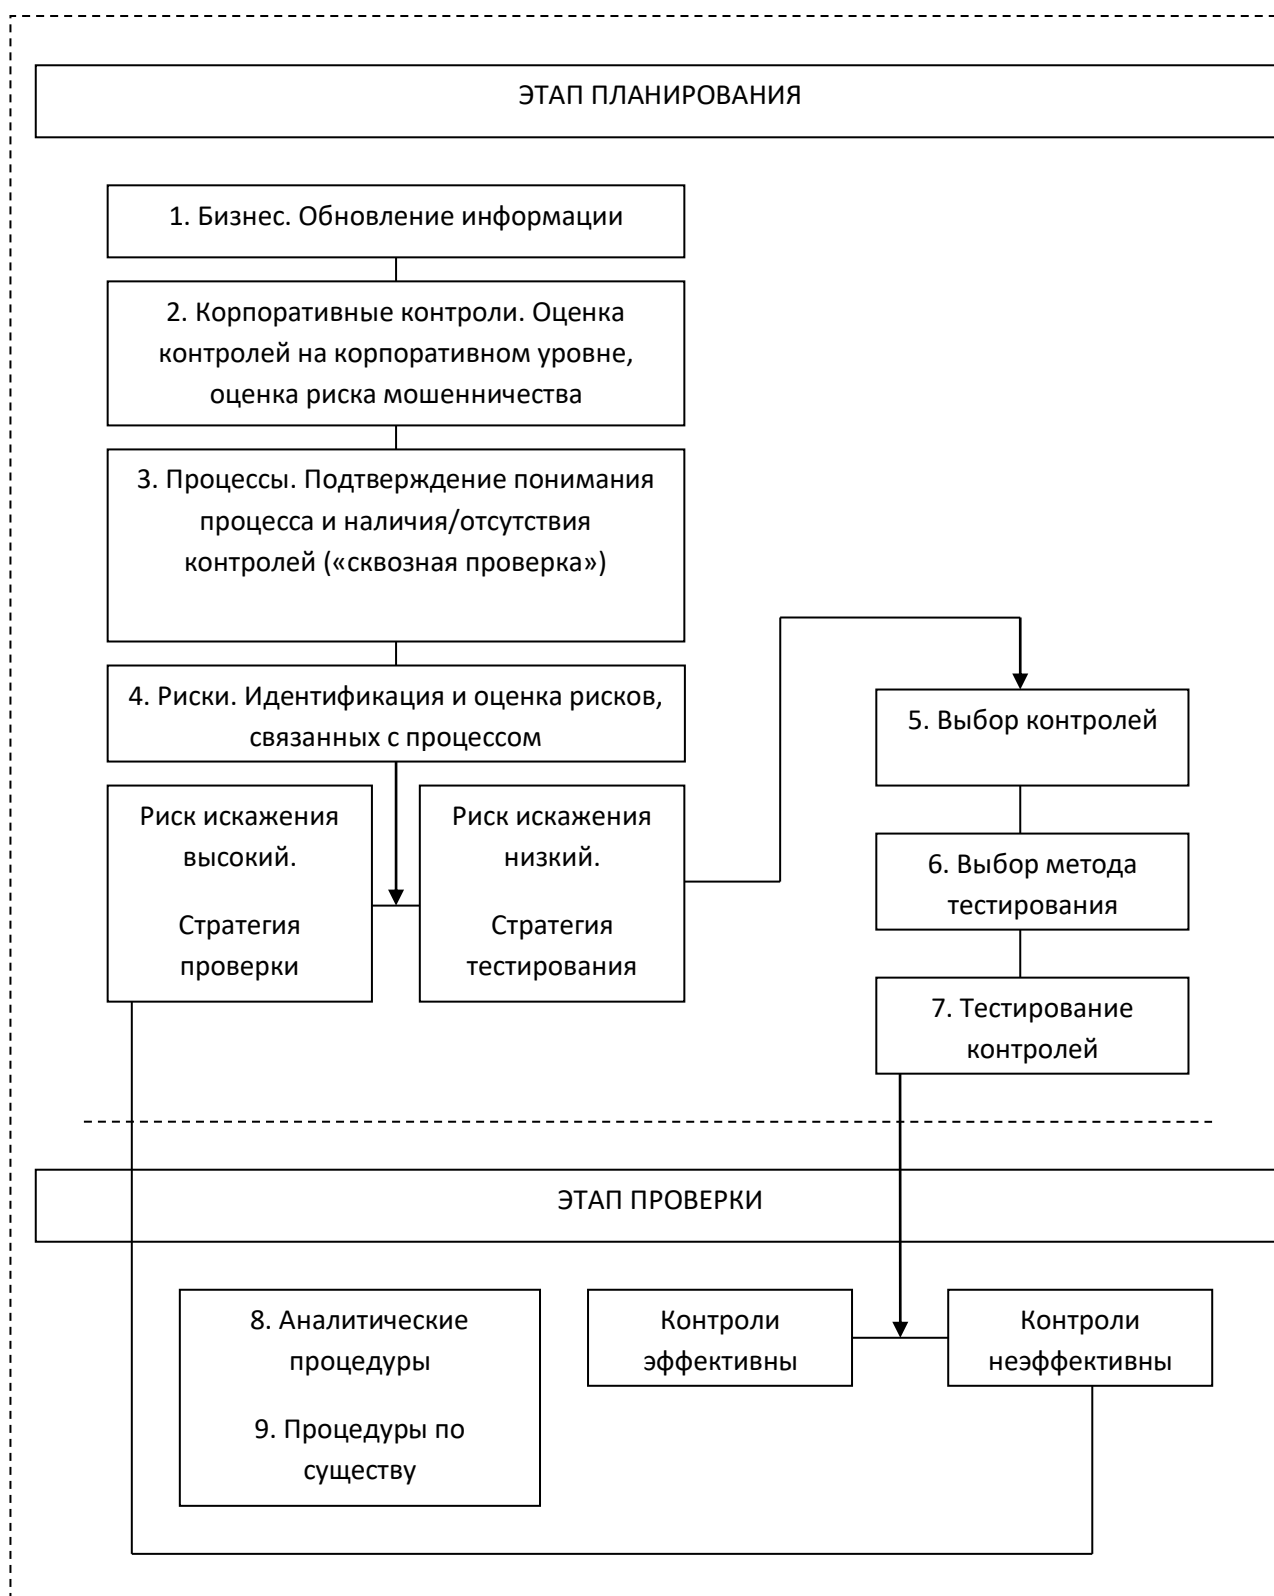 ЭТАП ПЛАНИРОВАНИЯ
1. Бизнес. Обновление информации
2. Корпоративные контроли. Оценка
контролей на корпоративном уровне,
оценка риска мошенничества
3. Процессы. Подтверждение понимания
процесса и наличия/отсутствия
контролей («сквозная проверка»)
4. Риски. Идентификация и оценка рисков,
связанных с процессом
Риск искажения
высокий.
Стратегия
проверки
Риск искажения
низкий.
Стратегия
тестирования
5. Выбор контролей
6. Выбор метода
тестирования
7. Тестирование
контролей
ЭТАП ПРОВЕРКИ
8. Аналитические
процедуры
9. Процедуры по
существу
Контроли
эффективны
Контроли
неэффективны